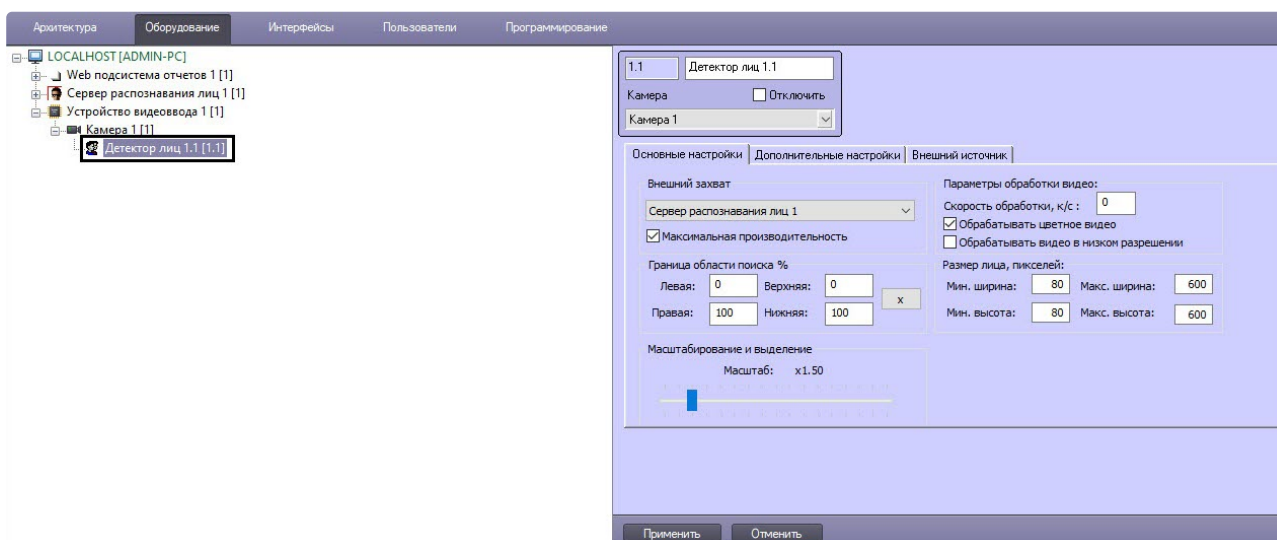 Архитектура Оборудование Интерфейсы Пользователи Программирование
LOCALHOST [ADMIN-PC]
Web подсистема отчетов 1 [1]
Сервер распознавания лиц 1 [1]
Устройство видеоввода 1 [1]
Камера 1 [1]
Детектор лиц 1.1 [1.1]
1.1 Детектор лиц 1.1
Камера Отключить
Камера 1
Основные настройки Дополнительные настройки Внешний источник
Внешний захват
Сервер распознавания лиц 1
Максимальная производительность
Параметры обработки видео:
Скорость обработки, к/с : 0
Обрабатывать цветное видео
Обрабатывать видео в низком разрешении
Граница области поиска %
Левая: 0 Верхняя: 0
x
Правая: 100 Нижняя: 100
Размер лица, пикселей:
Мин. ширина: 80 Макс. ширина: 600
Мин. высота: 80 Макс. высота: 600
Масштабирование и выделение
Масштаб: x1.50
Применить Отменить